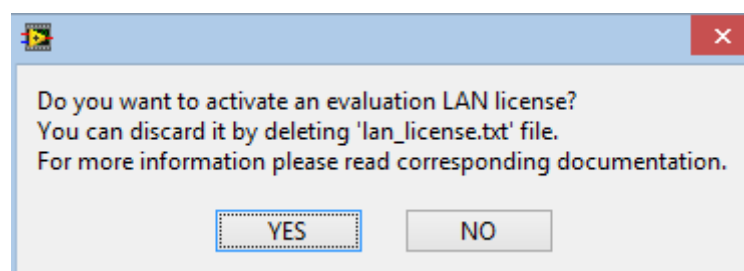 Do you want to activate an evaluation LAN license?
You can discard it by deleting 'lan_license.txt' file.
For more information please read corresponding documentation.
YES
NO